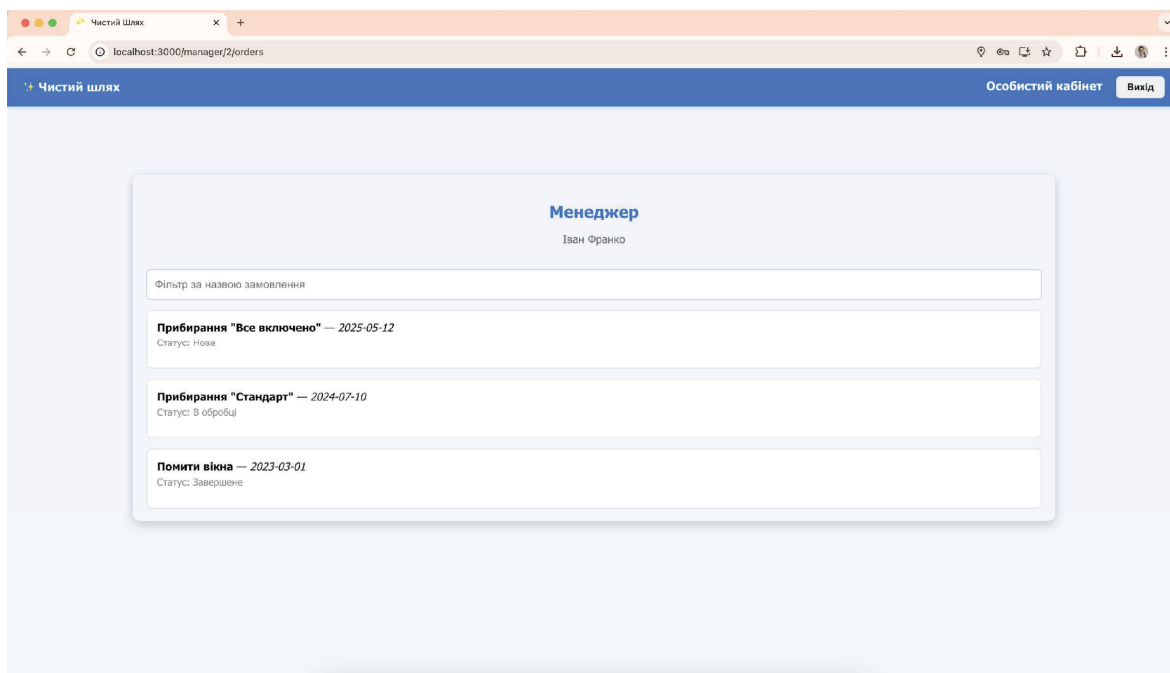 Чистий Шлях
localhost:3000/manager/2/orders
Чистий шлях
Особистий кабінет
Вихід
Менеджер
Іван Франко
Фільтр за назвою замовлення
Прибирання "Все включено" — 2025-05-12
Статус: Нове
Прибирання "Стандарт" — 2024-07-10
Статус: В обробці
Помити вікна — 2023-03-01
Статус: Завершене